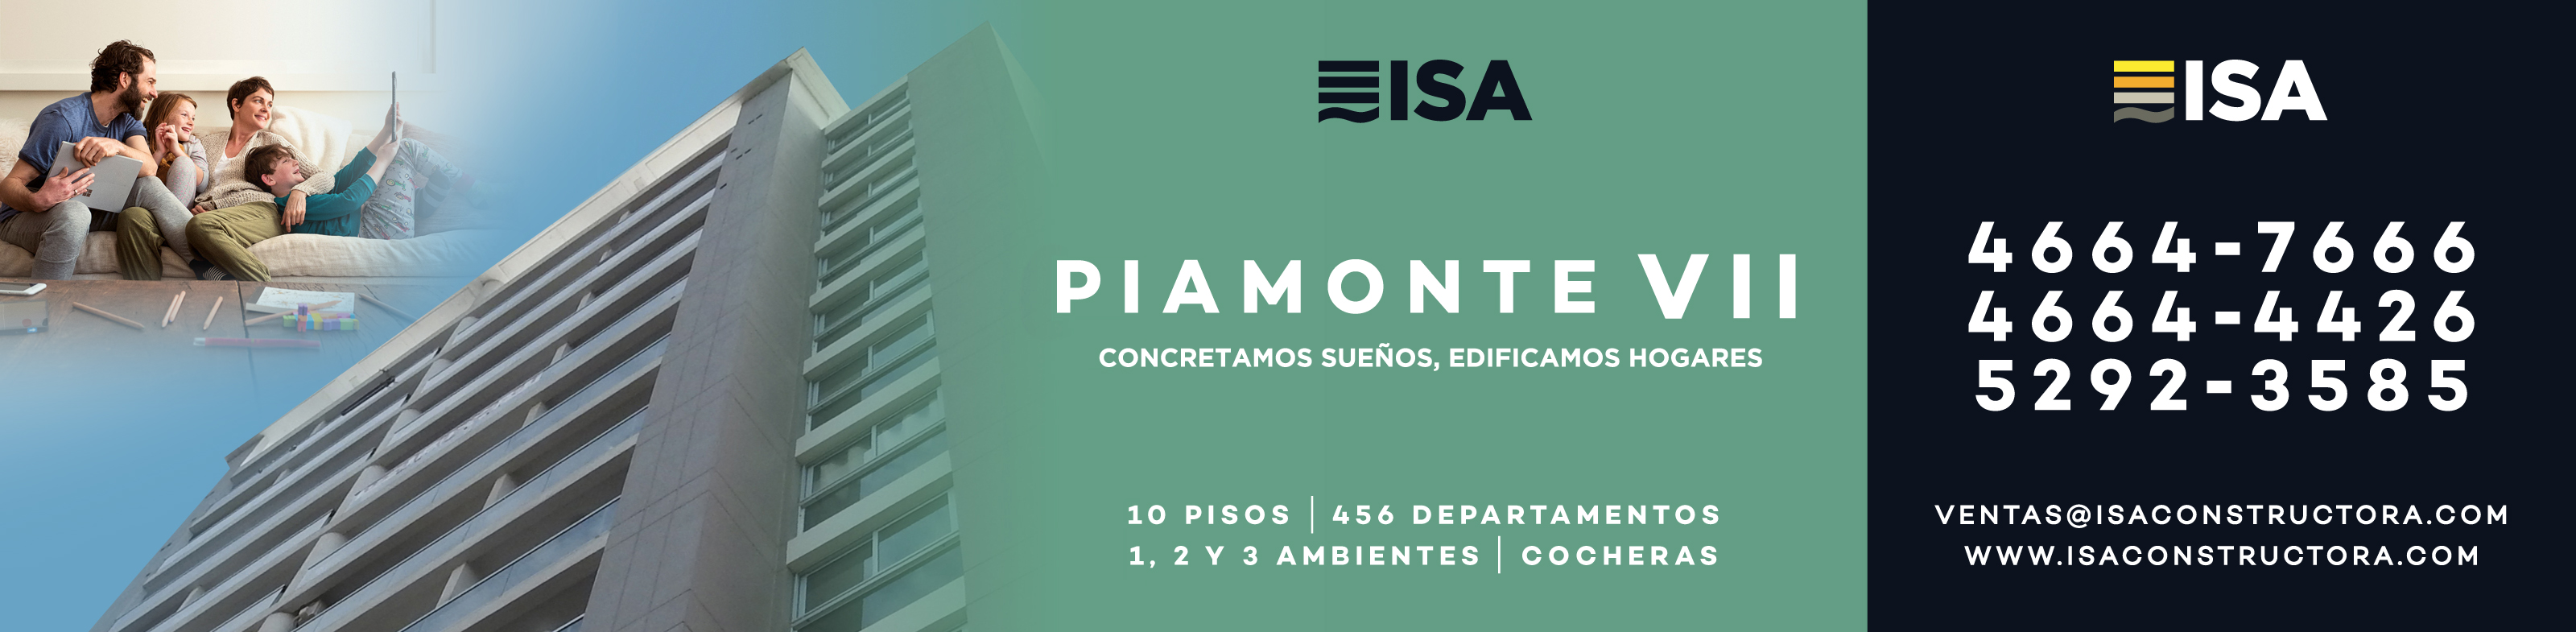 ISA
PIAMONTE VII
CONCRETAMOS SUEÑOS, EDIFICAMOS HOGARES
10 PISOS | 456 DEPARTAMENTOS
1, 2 Y 3 AMBIENTES | COCHERAS
ISA
4664-7666
4664-4426
5292-3585
VENTAS@ISACONSTRUCTORA.COM
WWW.ISACONSTRUCTORA.COM